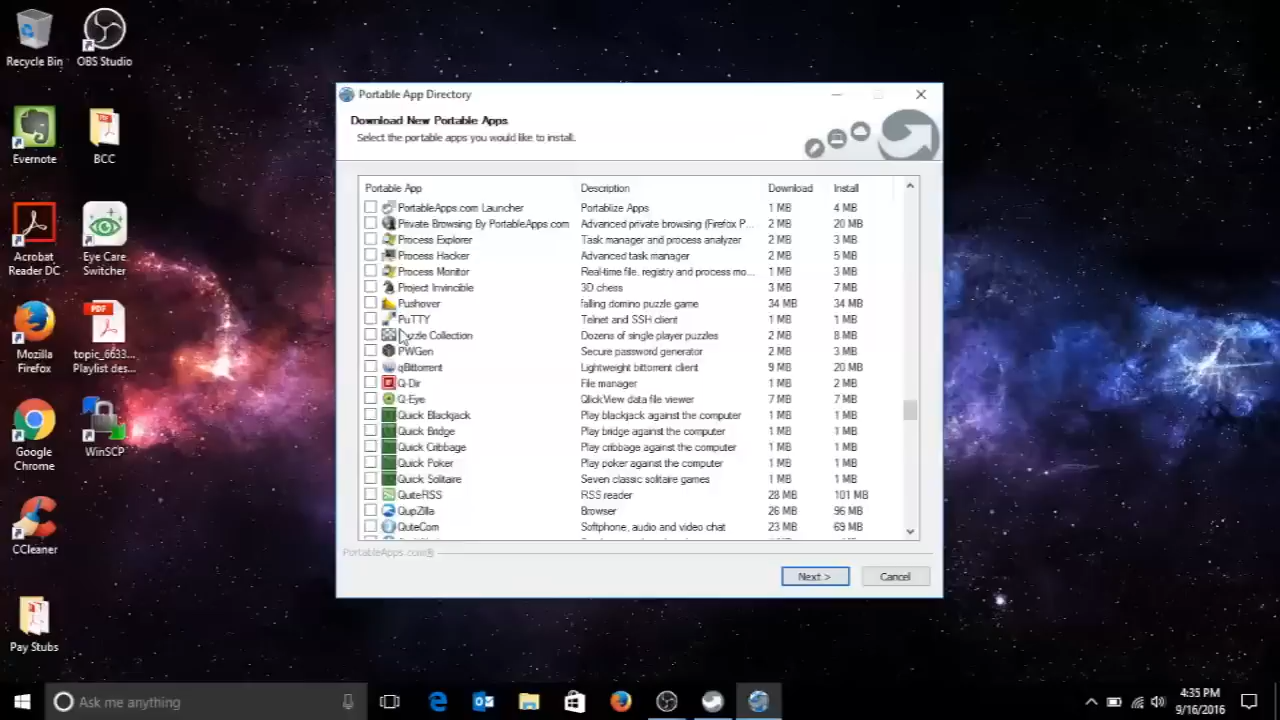 Recycle Bin
OBS Studio
Evernote
BCC
Acrobat
Reader DC
Eye Care
Switcher
Mozilla
Firefox
PDF
topic_6633...
Playlist des...
Google
Chrome
WinSCP
CCleaner
Pay Stubs
Portable App Directory
Download New Portable Apps
Select the portable apps you would like to install.
Portable App Description Download Install
PortableApps.com Launcher Portablize Apps 1 MB 4 MB
Private Browsing By PortableApps.com Advanced private browsing (Firefox P... 2 MB 20 MB
Process Explorer Task manager and process analyzer 2 MB 3 MB
Process Hacker Advanced task manager 2 MB 5 MB
Process Monitor Real-time file, registry and process mo... 1 MB 3 MB
Project Invincible 3D chess 3 MB 7 MB
Pushover falling domino puzzle game 34 MB 34 MB
PuTTY Telnet and SSH client 1 MB 1 MB
Puzzle Collection Dozens of single player puzzles 2 MB 8 MB
PWGen Secure password generator 2 MB 3 MB
qBittorrent Lightweight bittorrent client 9 MB 20 MB
Q-Dir File manager 1 MB 2 MB
Q-Eye QlickView data file viewer 7 MB 7 MB
Quick Blackjack Play blackjack against the computer 1 MB 1 MB
Quick Bridge Play bridge against the computer 1 MB 1 MB
Quick Cribbage Play cribbage against the computer 1 MB 1 MB
Quick Poker Play poker against the computer 1 MB 1 MB
Quick Solitaire Seven classic solitaire games 1 MB 1 MB
QuiteRSS RSS reader 28 MB 101 MB
QupZilla Browser 26 MB 96 MB
QuteCom Softphone, audio and video chat 23 MB 69 MB
PortableApps.com®
Next >
Cancel
Ask me anything
4:35 PM
9/16/2016